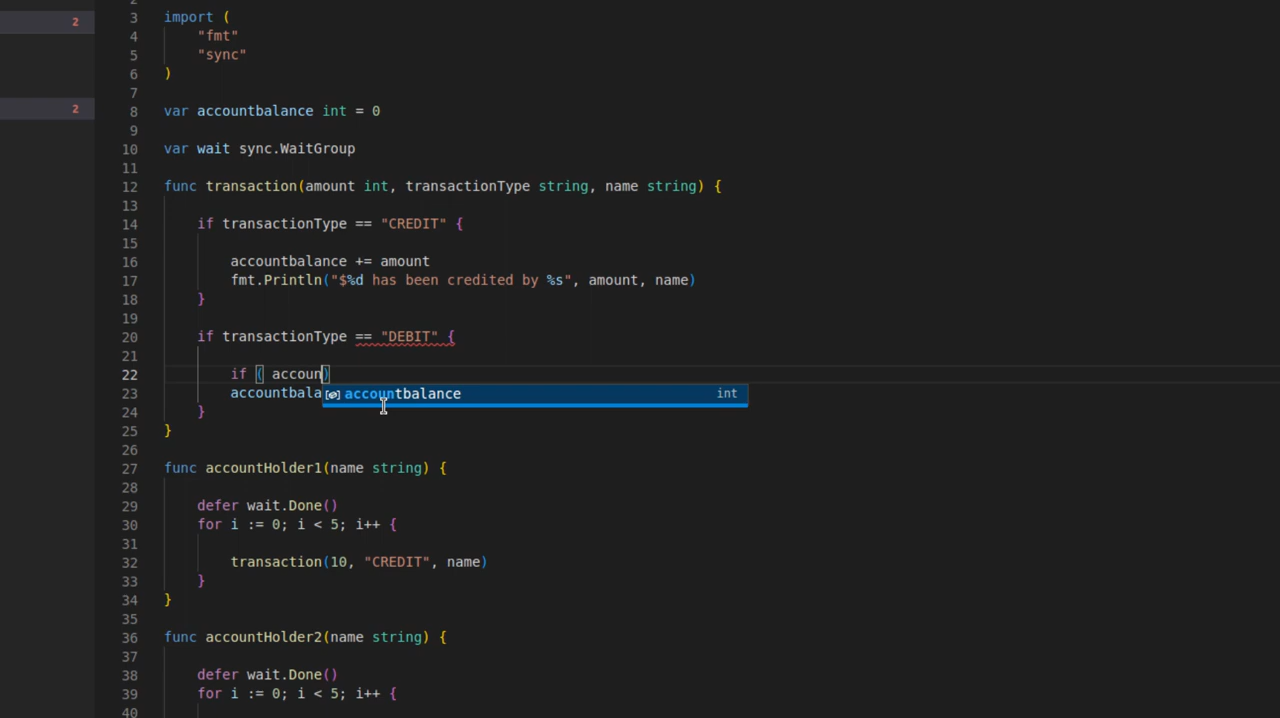 2
3 import (
4 "fmt"
5 "sync"
6 )
7
8 var accountbalance int = 0
9
10 var wait sync.WaitGroup
11
12 func transaction(amount int, transactionType string, name string) {
13
14 if transactionType == "CREDIT" {
15
16 accountbalance += amount
17 fmt.Println("$%d has been credited by %s", amount, name)
18 }
19
20 if transactionType == "DEBIT" {
21
22 if ( accoun)
23 accountbala
accountbalance int
24 }
25 }
26
27 func accountHolder1(name string) {
28
29 defer wait.Done()
30 for i := 0; i < 5; i++ {
31
32 transaction(10, "CREDIT", name)
33 }
34 }
35
36 func accountHolder2(name string) {
37
38 defer wait.Done()
39 for i := 0; i < 5; i++ {
40
2
2